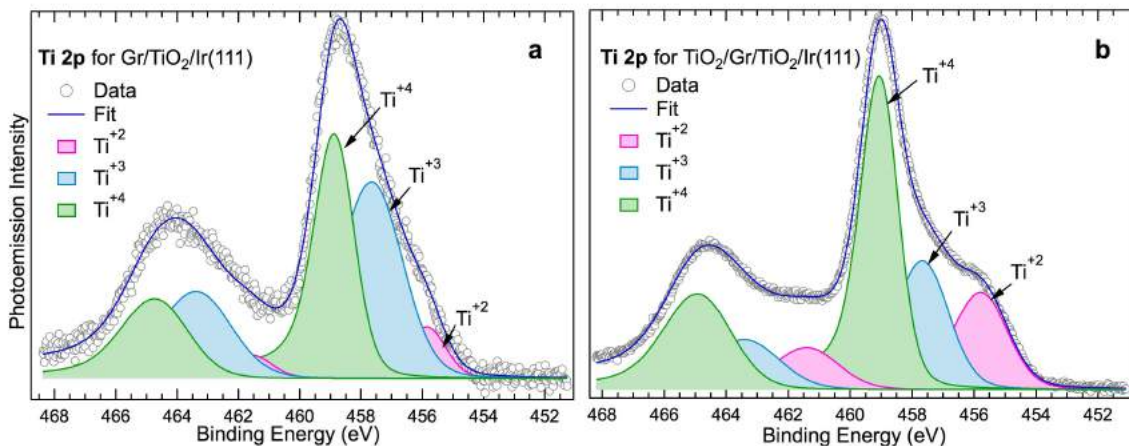 Photoemission Intensity
Ti 2p for Gr/TiO2/Ir(111)
a
Data
Fit
Ti+2
Ti+3
Ti+4
Ti+4
Ti+3
Ti+2
468 466 464 462 460 458 456 454 452
Binding Energy (eV)
Ti 2p for TiO2/Gr/TiO2/Ir(111)
b
Data
Fit
Ti+2
Ti+3
Ti+4
Ti+4
Ti+3
Ti+2
468 466 464 462 460 458 456 454 452
Binding Energy (eV)